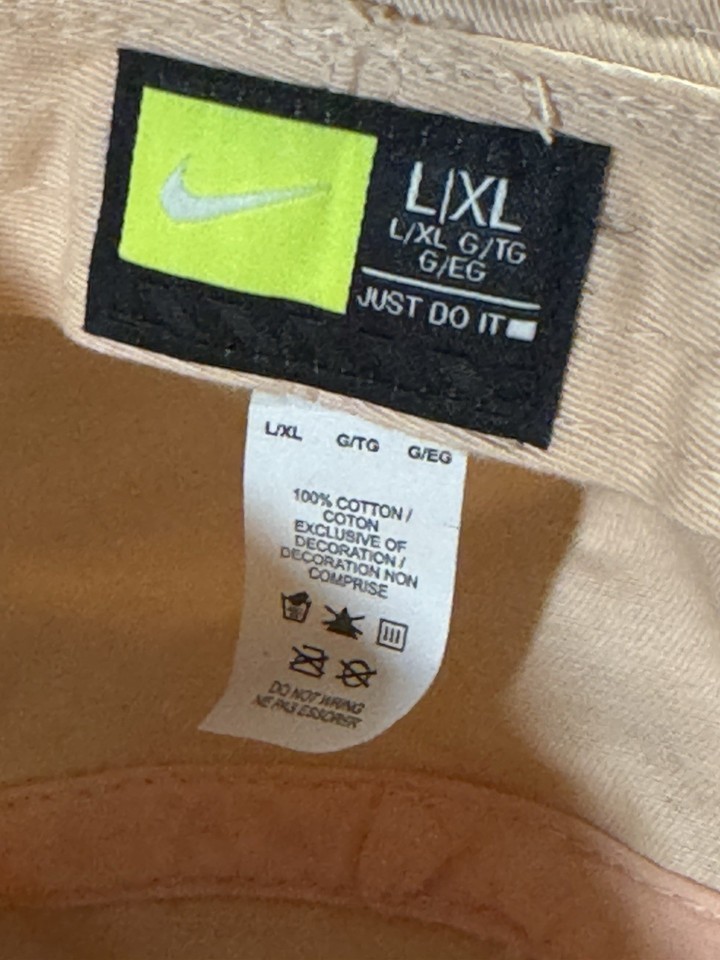 L/XL
L/XL G/TG
G/EG
JUST DO IT
L/XL G/TG G/EG
100% COTTON /
COTON
EXCLUSIVE OF
DECORATION /
DECORATION NON
COMPRISE
DO NOT WRING
NE PAS ESSORER